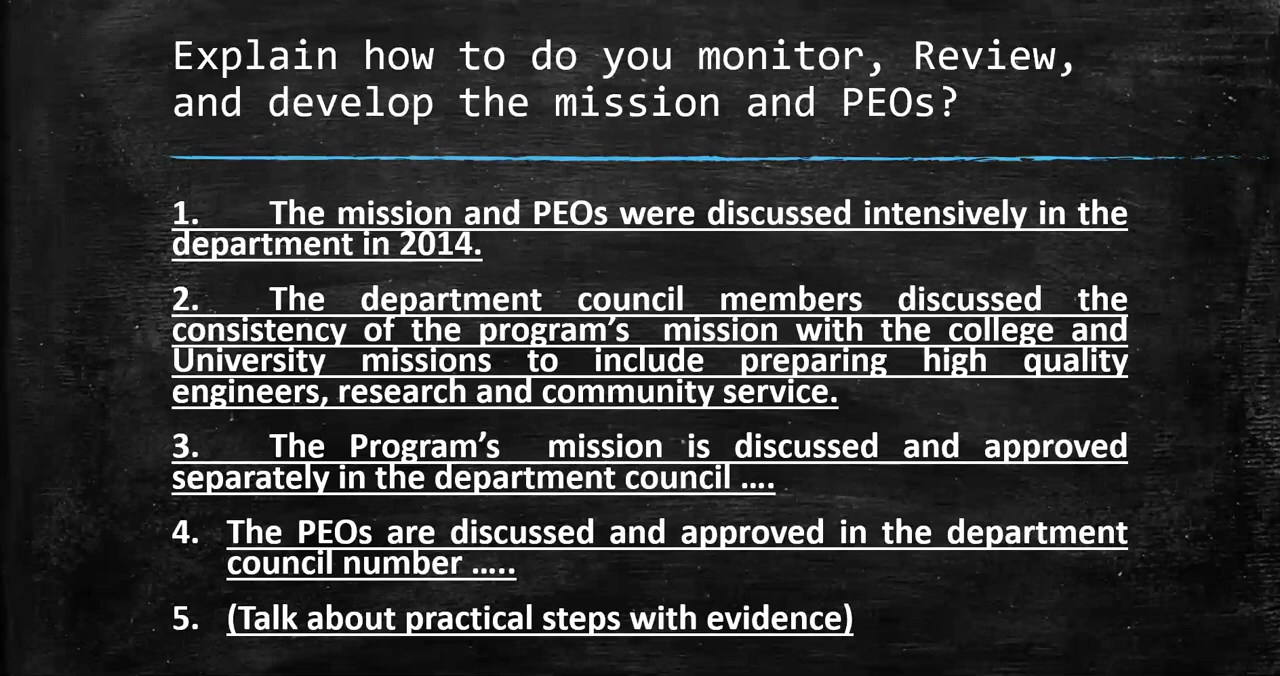 Explain how to do you monitor, Review,
and develop the mission and PEOs?
1. The mission and PEOs were discussed intensively in the
department in 2014.
2. The department council members discussed the
consistency of the program’s mission with the college and
University missions to include preparing high quality
engineers, research and community service.
3. The Program’s mission is discussed and approved
separately in the department council ….
4. The PEOs are discussed and approved in the department
council number …..
5. (Talk about practical steps with evidence)